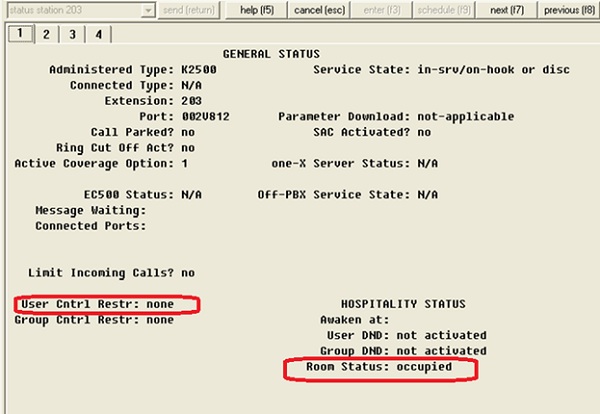 status station 203 send (return) help (f5) cancel (esc) enter (f3) schedule (f9) next (f7) previous (f8)
1 2 3 4
GENERAL STATUS
Administered Type: K2500 Service State: in-srv/on-hook or disc
Connected Type: N/A
Extension: 203
Port: 002V812 Parameter Download: not-applicable
Call Parked? no SAC Activated? no
Ring Cut Off Act? no
Active Coverage Option: 1 one-X Server Status: N/A
EC500 Status: N/A Off-PBX Service State: N/A
Message Waiting:
Connected Ports:
Limit Incoming Calls? no
User Cntrl Restr: none HOSPITALITY STATUS
Group Cntrl Restr: none Awaken at:
User DND: not activated
Group DND: not activated
Room Status: occupied